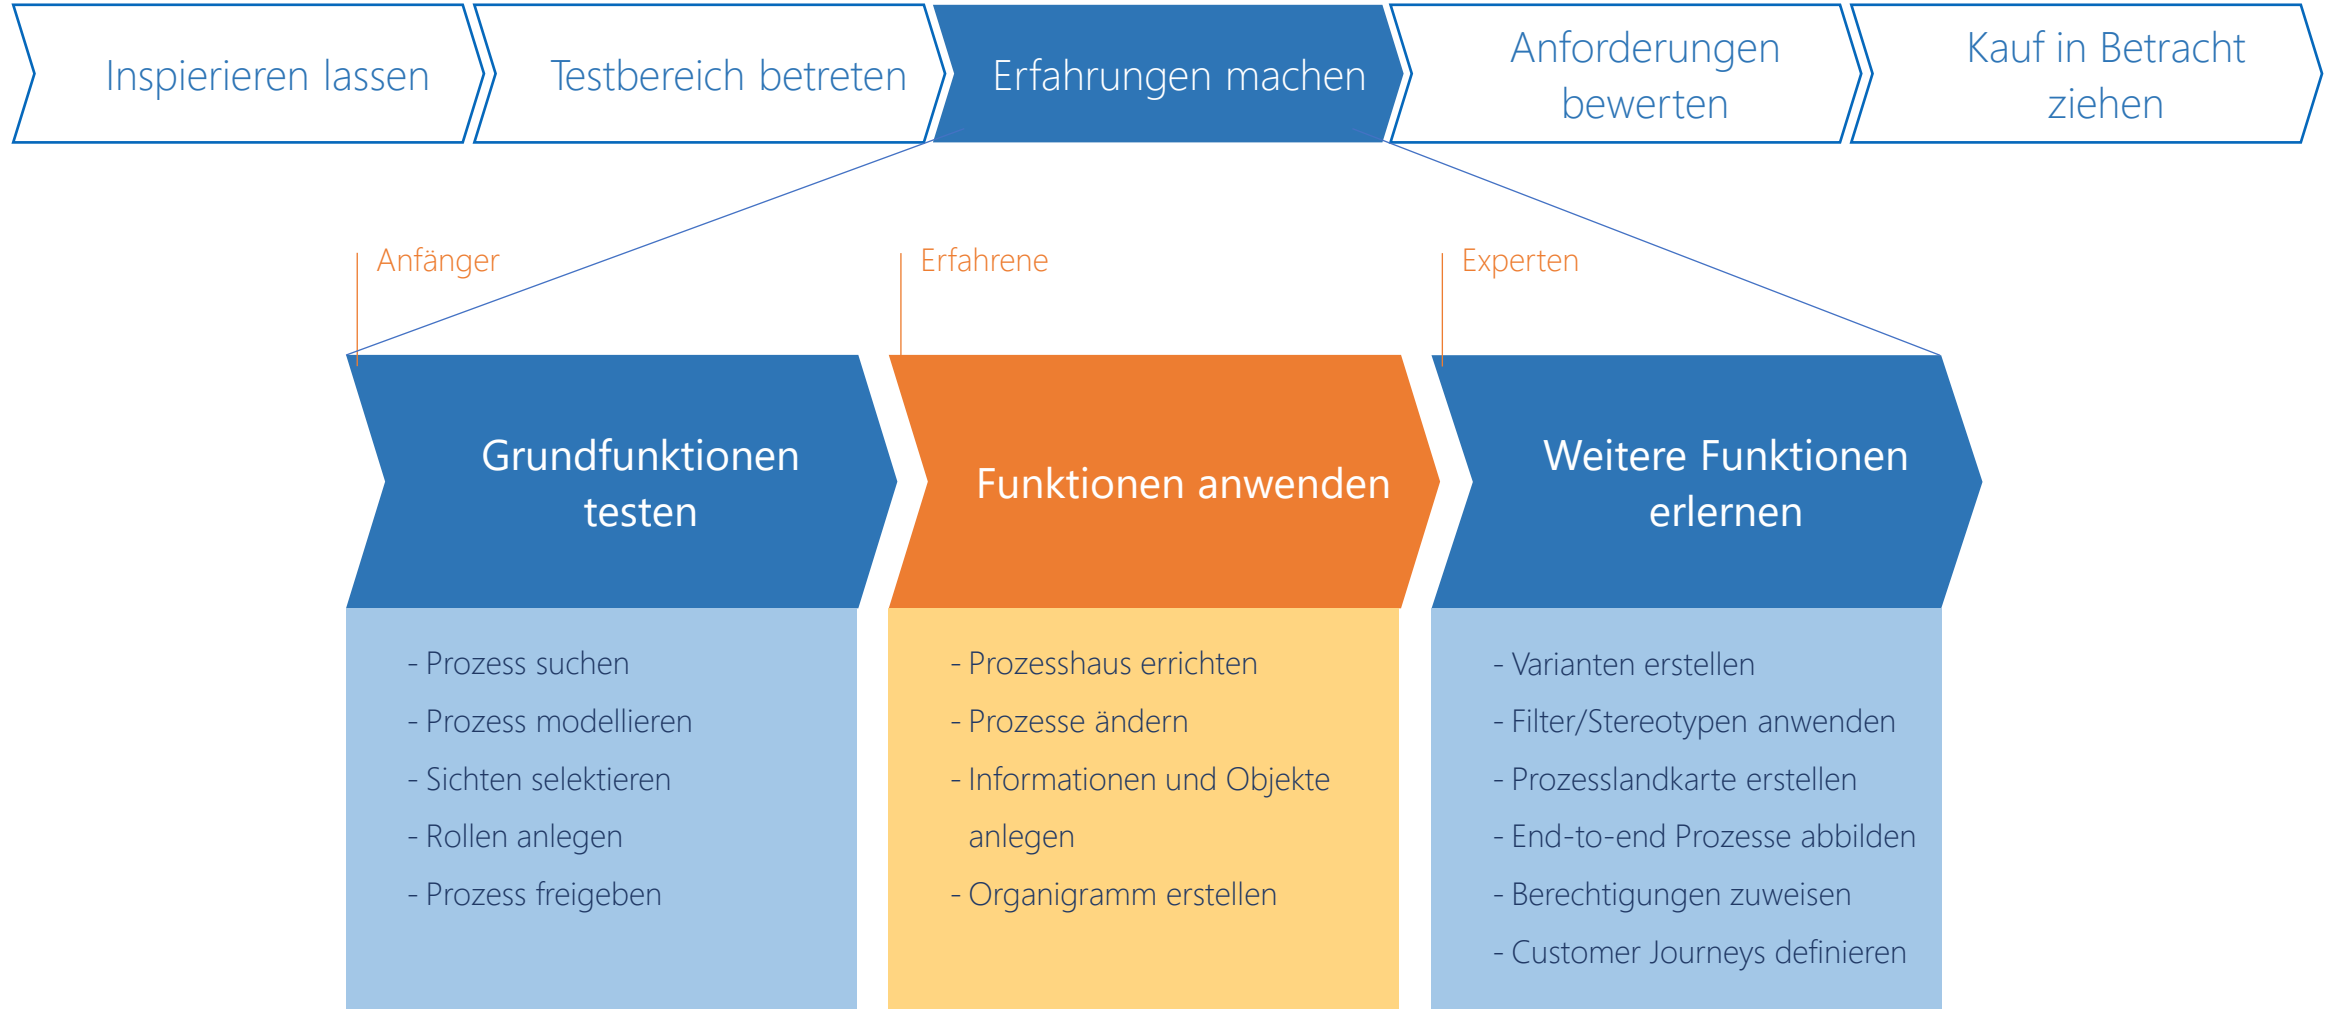 Inspirieren lassen
Testbereich betreten
Erfahrungen machen
Anforderungen
bewerten
Kauf in Betracht
ziehen
Anfänger
Erfahrene
Experten
Grundfunktionen
testen
Funktionen anwenden
Weitere Funktionen
erlernen
- Prozess suchen
- Prozess modellieren
- Sichten selektieren
- Rollen anlegen
- Prozess freigeben
- Prozesshaus errichten
- Prozesse ändern
- Informationen und Objekte
anlegen
- Organigramm erstellen
- Varianten erstellen
- Filter/Stereotypen anwenden
- Prozesslandkarte erstellen
- End-to-end Prozesse abbilden
- Berechtigungen zuweisen
- Customer Journeys definieren